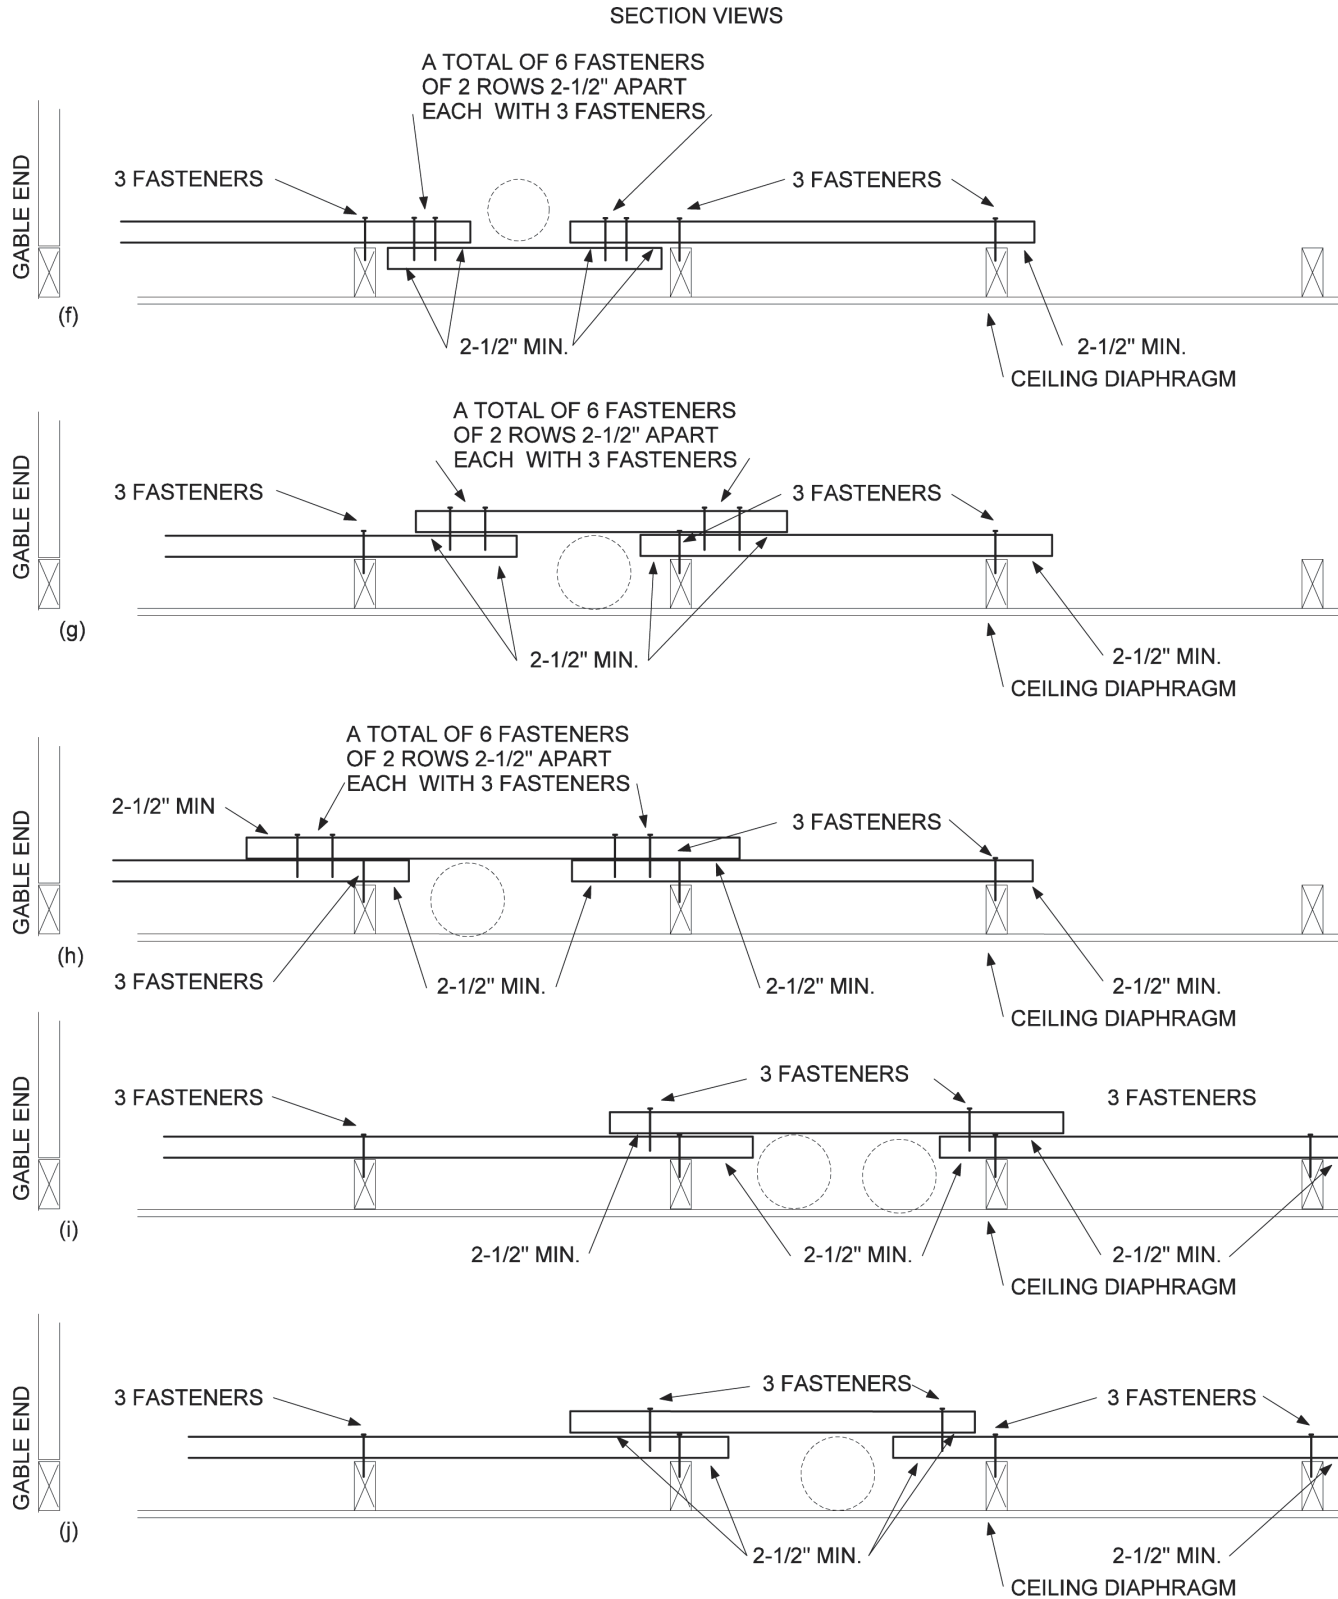 SECTION VIEWS
A TOTAL OF 6 FASTENERS
OF 2 ROWS 2-1/2" APART
EACH WITH 3 FASTENERS
GABLE END
3 FASTENERS
3 FASTENERS
(f)
2-1/2" MIN.
2-1/2" MIN.
CEILING DIAPHRAGM
A TOTAL OF 6 FASTENERS
OF 2 ROWS 2-1/2" APART
EACH WITH 3 FASTENERS
GABLE END
3 FASTENERS
3 FASTENERS
(g)
2-1/2" MIN.
2-1/2" MIN.
CEILING DIAPHRAGM
A TOTAL OF 6 FASTENERS
OF 2 ROWS 2-1/2" APART
EACH WITH 3 FASTENERS
2-1/2" MIN
GABLE END
3 FASTENERS
(h)
3 FASTENERS
2-1/2" MIN.
2-1/2" MIN.
2-1/2" MIN.
CEILING DIAPHRAGM
GABLE END
3 FASTENERS
3 FASTENERS
3 FASTENERS
(i)
2-1/2" MIN.
2-1/2" MIN.
2-1/2" MIN.
CEILING DIAPHRAGM
GABLE END
3 FASTENERS
3 FASTENERS
3 FASTENERS
(j)
2-1/2" MIN.
2-1/2" MIN.
CEILING DIAPHRAGM